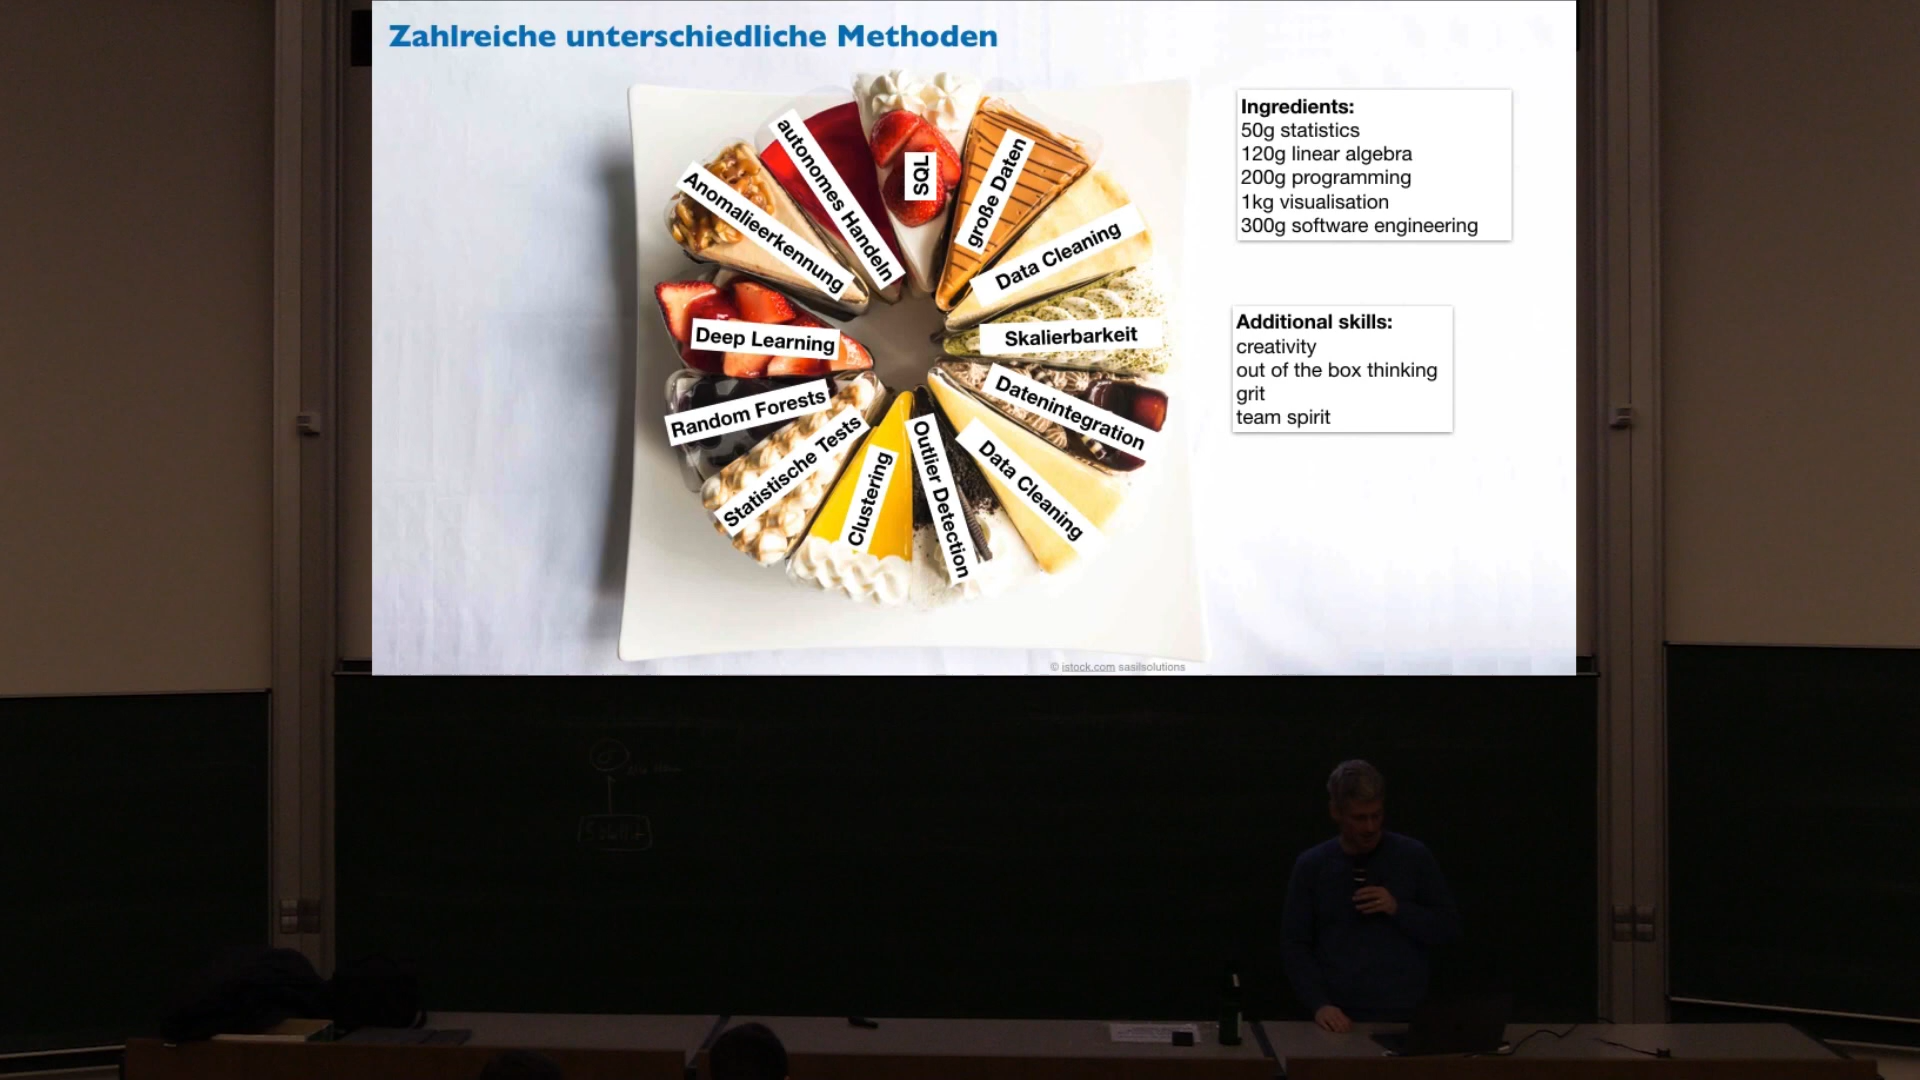 Zahlreiche unterschiedliche Methoden
Anomalieerkennung
autonomes Handeln
SQL
große Daten
Data Cleaning
Skalierbarkeit
Datenintegration
Data Cleaning
Outlier Detection
Clustering
Statistische Tests
Random Forests
Deep Learning
Ingredients:
50g statistics
120g linear algebra
200g programming
1kg visualisation
300g software engineering
Additional skills:
creativity
out of the box thinking
grit
team spirit
© istock.com sasilsolutions